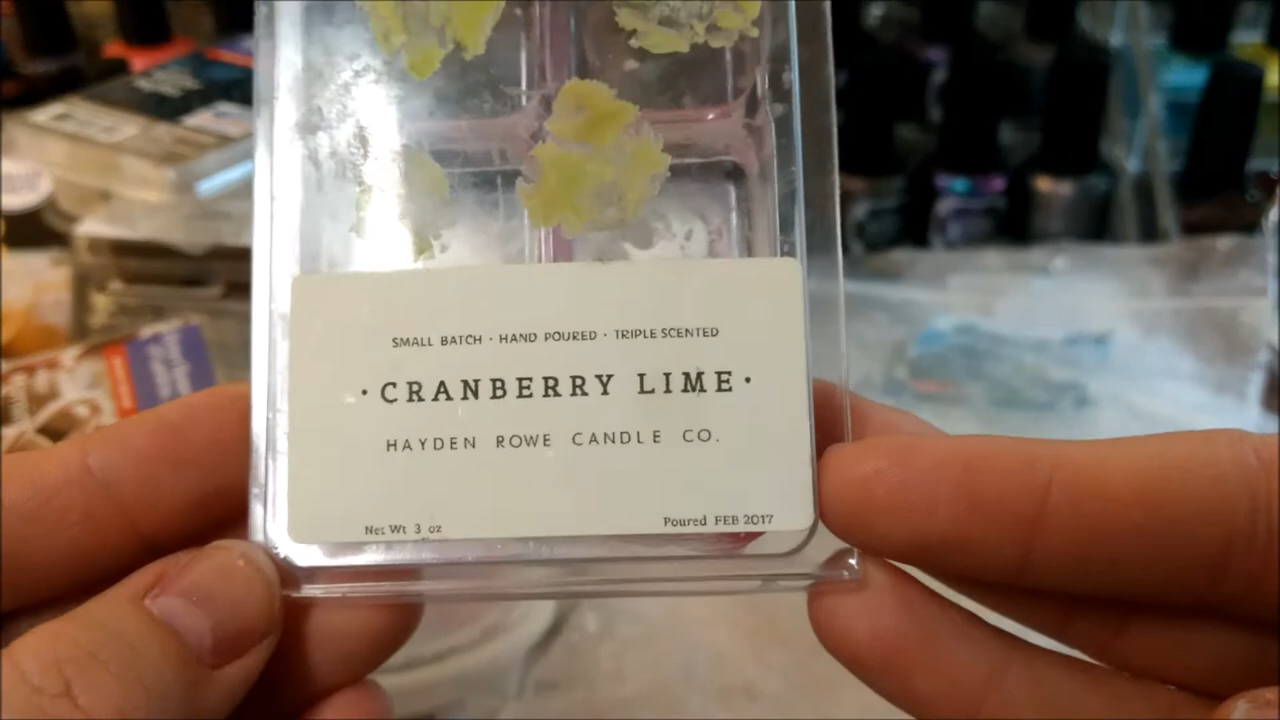 SMALL BATCH · HAND POURED · TRIPLE SCENTED
· CRANBERRY LIME ·
HAYDEN ROWE CANDLE CO.
Net Wt 3 oz
Poured FEB 2017